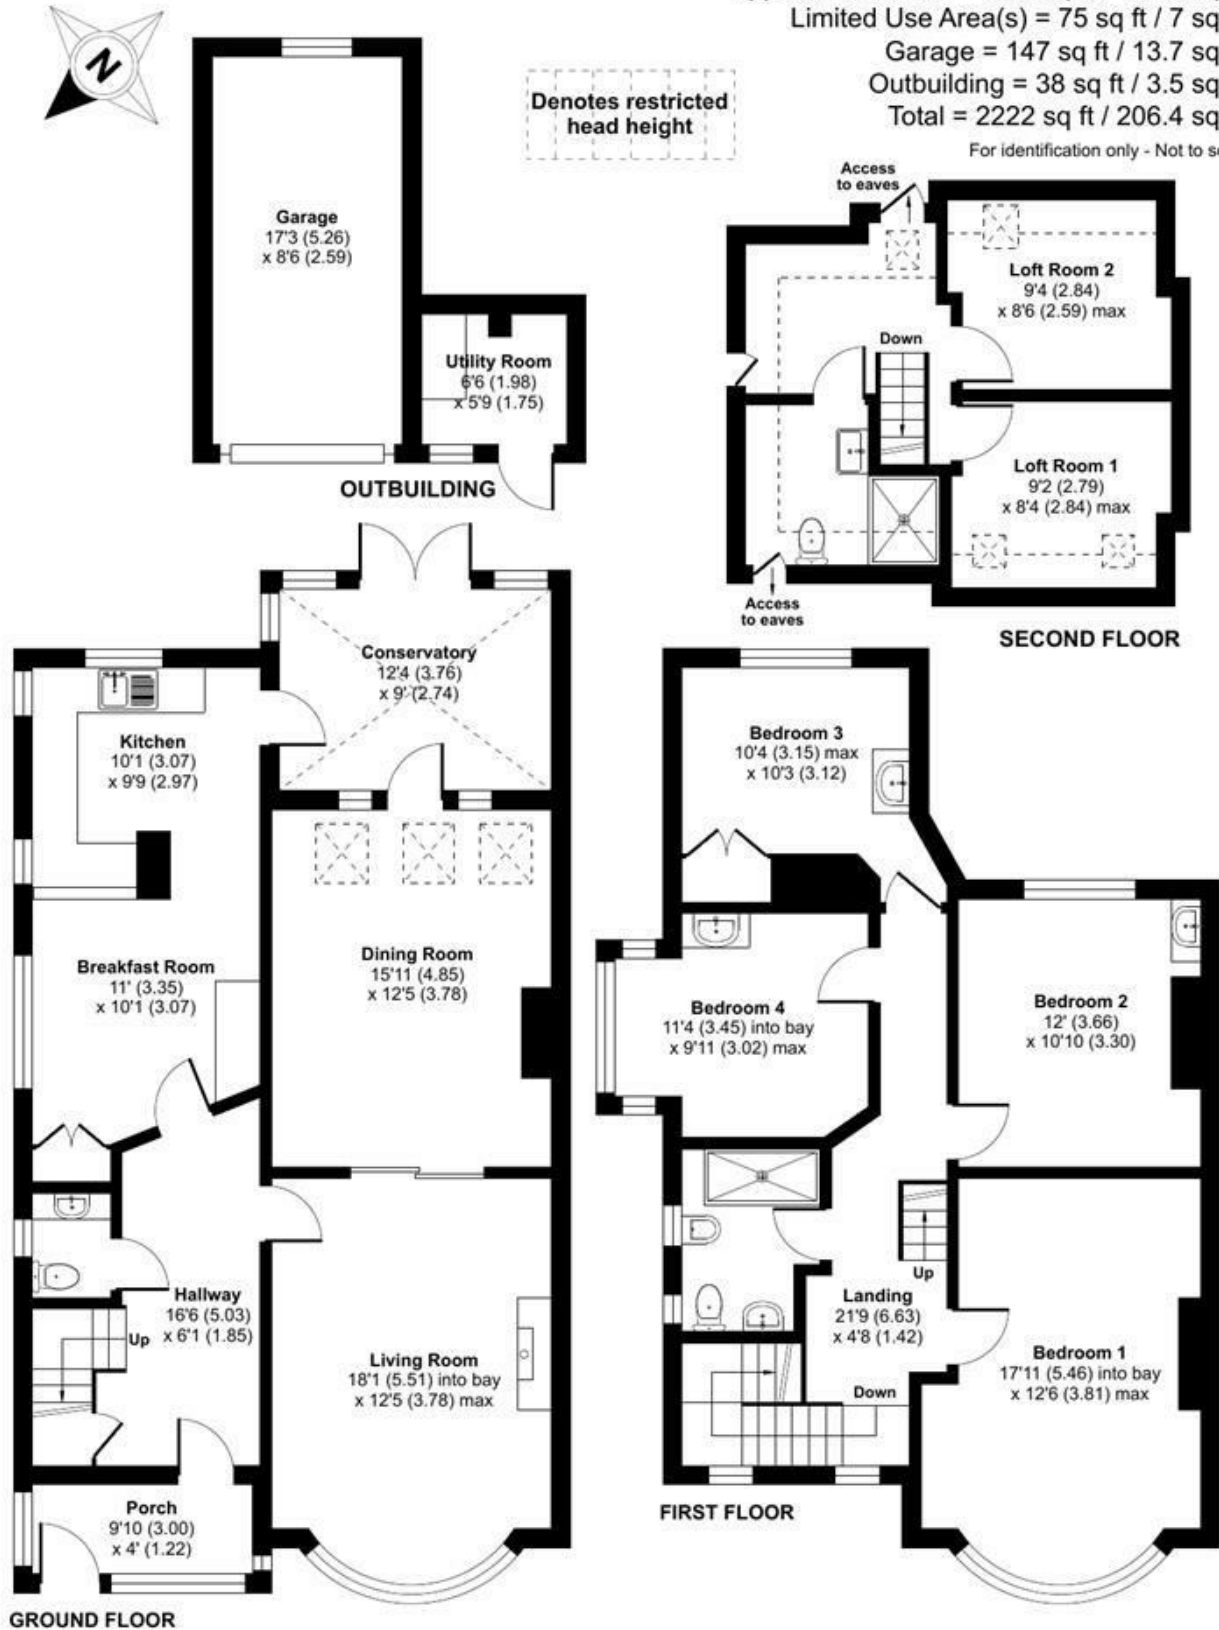 Limited Use Area(s) = 75 sq ft / 7 sq
Garage = 147 sq ft / 13.7 sq
Outbuilding = 38 sq ft / 3.5 sq
Total = 2222 sq ft / 206.4 sq
For identification only - Not to
N
Denotes restricted
head height
Garage
17'3 (5.26)
x 8'6 (2.59)
Utility Room
6'6 (1.98)
x 5'9 (1.75)
OUTBUILDING
Access
to eaves
Loft Room 2
9'4 (2.84)
x 8'6 (2.59) max
Down
Loft Room 1
9'2 (2.79)
x 8'4 (2.84) max
Access
to eaves
SECOND FLOOR
Conservatory
12'4 (3.76)
x 9' (2.74)
Kitchen
10'1 (3.07)
x 9'9 (2.97)
Dining Room
15'11 (4.85)
x 12'5 (3.78)
Breakfast Room
11' (3.35)
x 10'1 (3.07)
Hallway
16'6 (5.03)
x 6'1 (1.85)
Up
Living Room
18'1 (5.51) into bay
x 12'5 (3.78) max
Porch
9'10 (3.00)
x 4' (1.22)
GROUND FLOOR
Bedroom 3
10'4 (3.15) max
x 10'3 (3.12)
Bedroom 4
11'4 (3.45) into bay
x 9'11 (3.02) max
Bedroom 2
12' (3.66)
x 10'10 (3.30)
Up
Landing
21'9 (6.63)
x 4'8 (1.42)
Down
Bedroom 1
17'11 (5.46) into bay
x 12'6 (3.81) max
FIRST FLOOR